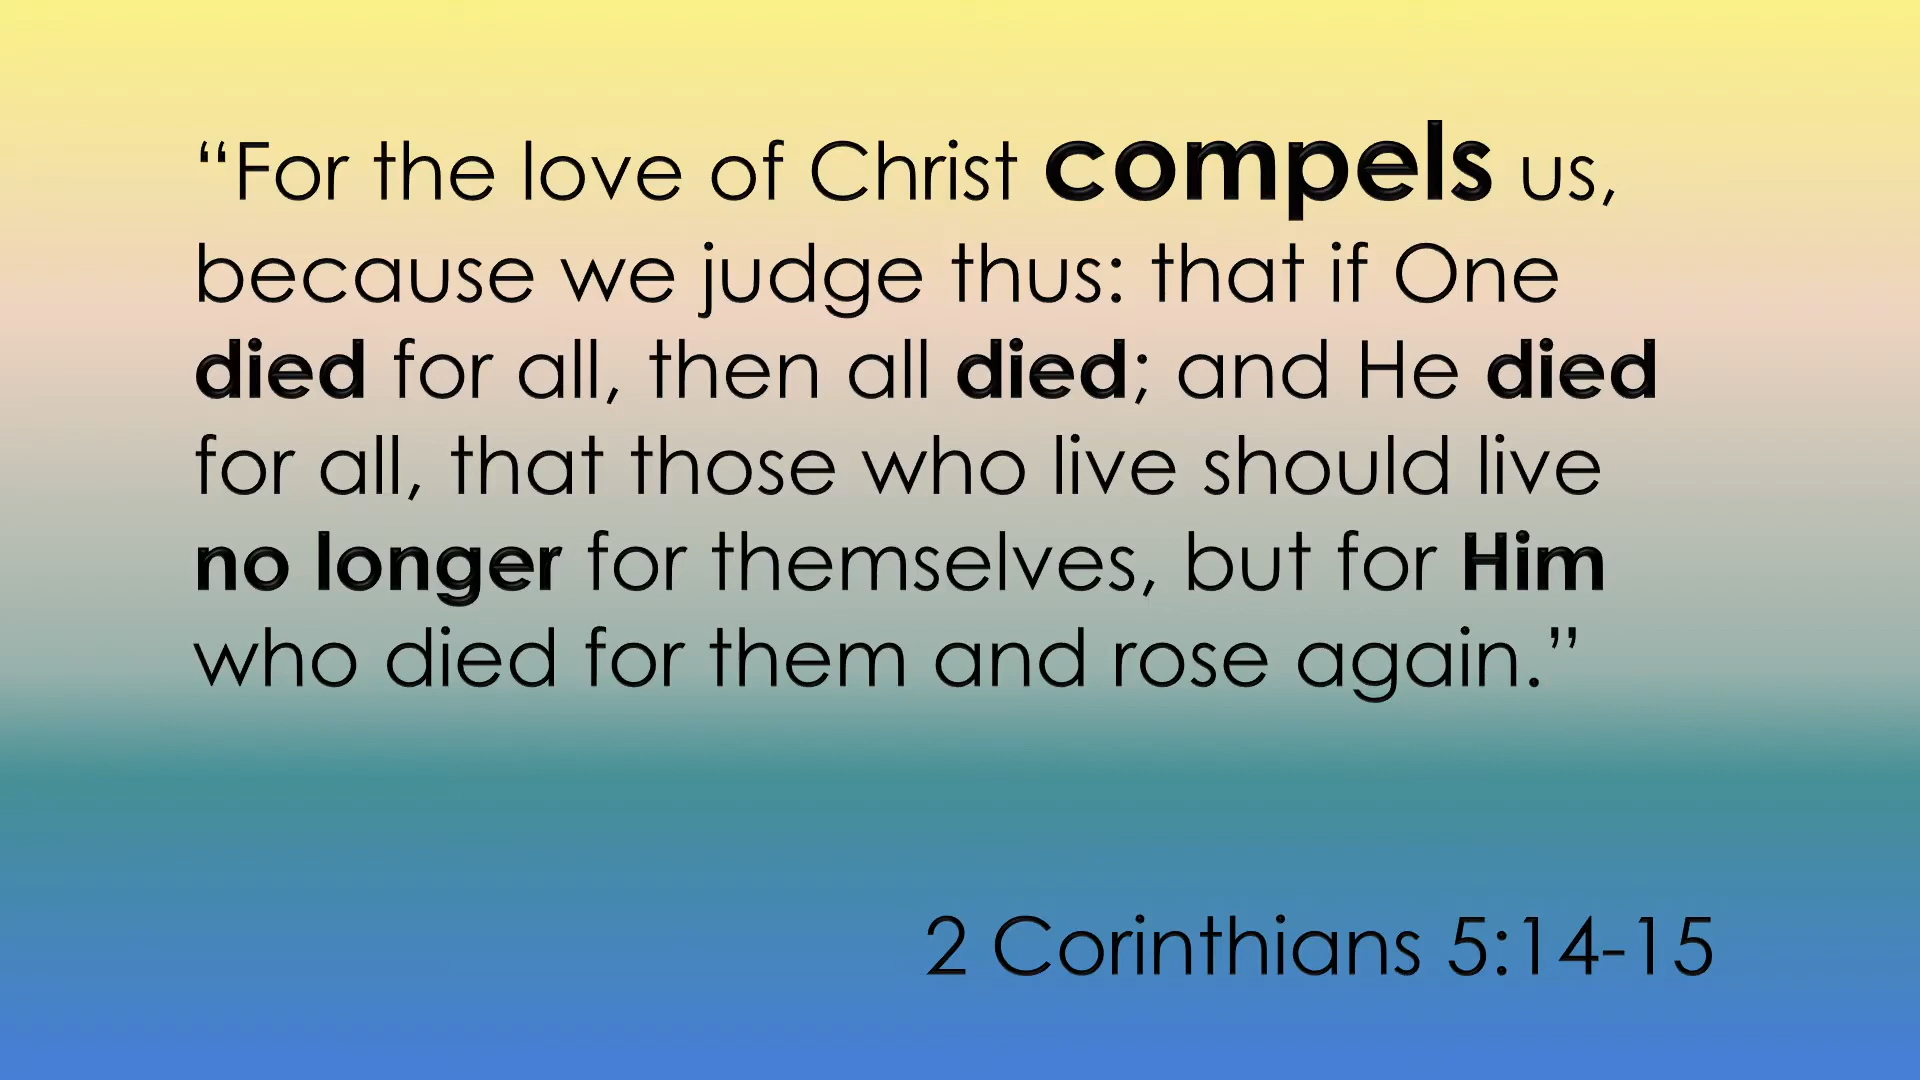 “For the love of Christ compels us,
because we judge thus: that if One
died for all, then all died; and He died
for all, that those who live should live
no longer for themselves, but for Him
who died for them and rose again.”
2 Corinthians 5:14-15